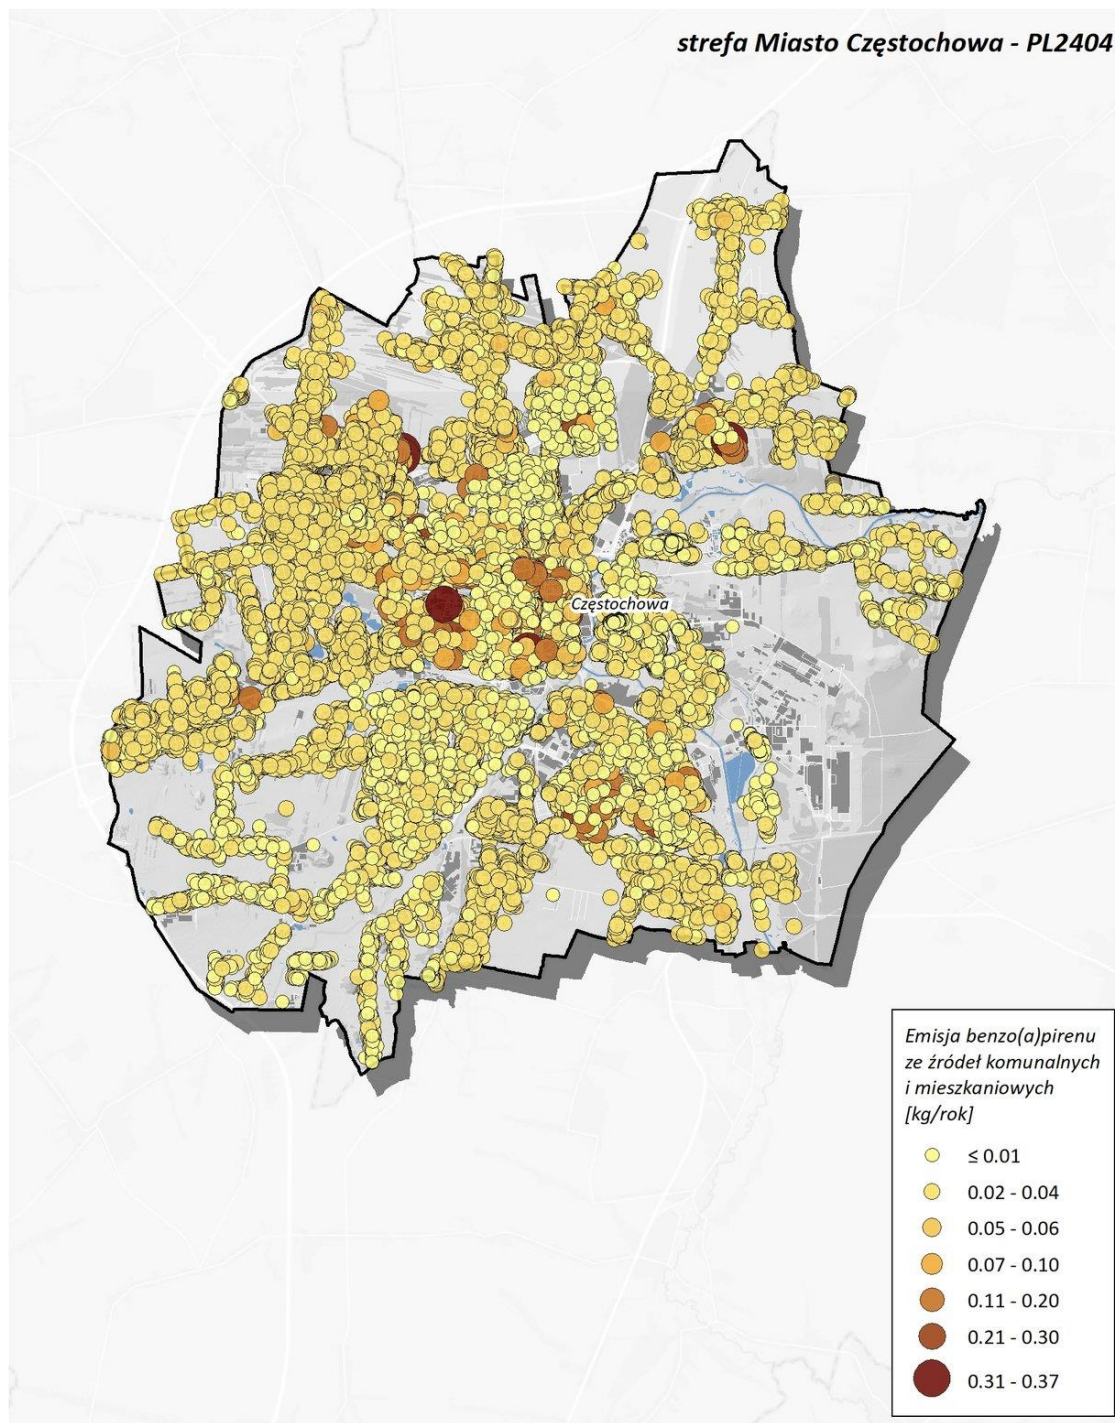 strefa Miasto Częstochowa - PL2404
Częstochowa
Emisja benzo(a)pirenu
ze źródeł komunalnych
i mieszkaniowych
[kg/rok]
≤ 0.01
0.02 - 0.04
0.05 - 0.06
0.07 - 0.10
0.11 - 0.20
0.21 - 0.30
0.31 - 0.37